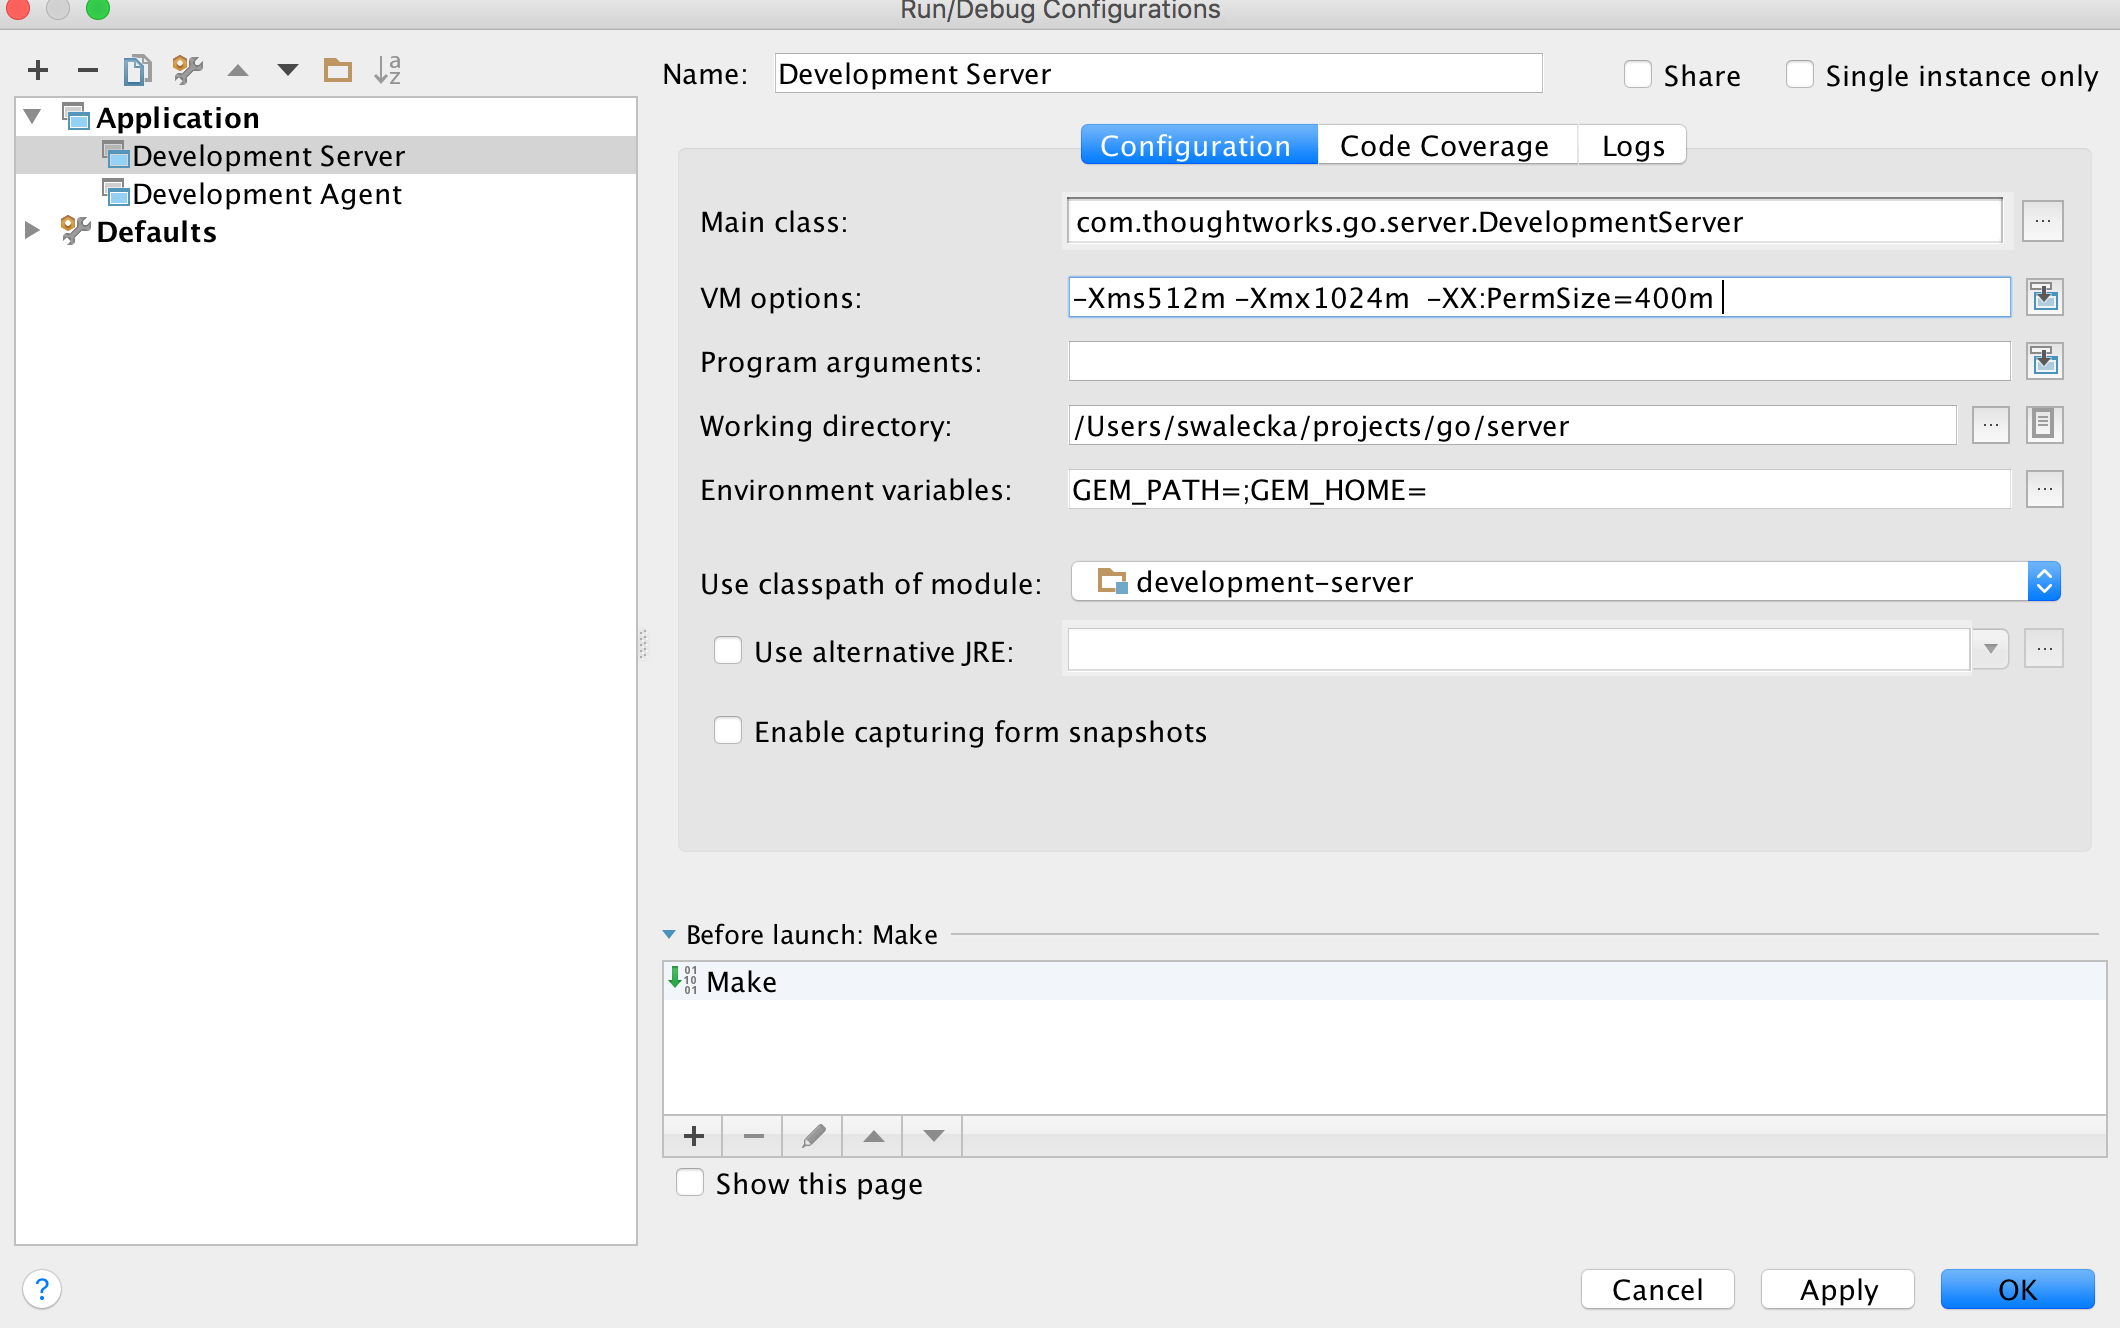 Run/Debug Configurations
Name: Development Server Share Single instance only
Application
Development Server
Development Agent
Defaults
Configuration Code Coverage Logs
Main class: com.thoughtworks.go.server.DevelopmentServer ...
VM options: -Xms512m -Xmx1024m  -XX:PermSize=400m
Program arguments:
Working directory: /Users/swalecka/projects/go/server ...
Environment variables: GEM_PATH=;GEM_HOME= ...
Use classpath of module: development-server
Use alternative JRE: ...
Enable capturing form snapshots
Before launch: Make
Make
Show this page
? Cancel Apply OK